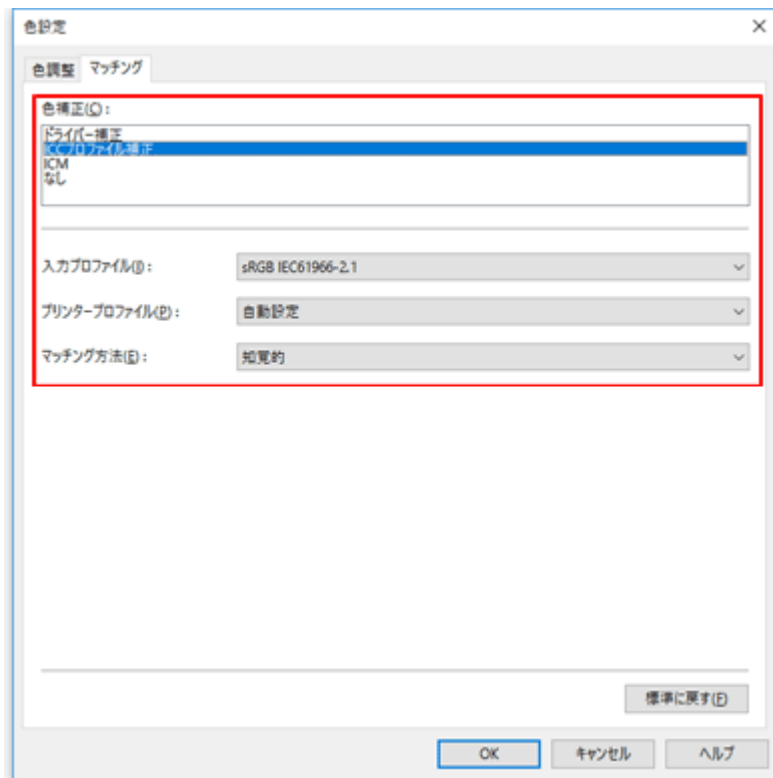 色設定
色調整 マッチング
色補正(C):
ドライバー補正
ICCプロファイル補正
ICM
なし
入力プロファイル(I): sRGB IEC61966-2.1
プリンタープロファイル(P): 自動設定
マッチング方法(E): 知覚的
標準に戻す(F)
OK キャンセル ヘルプ